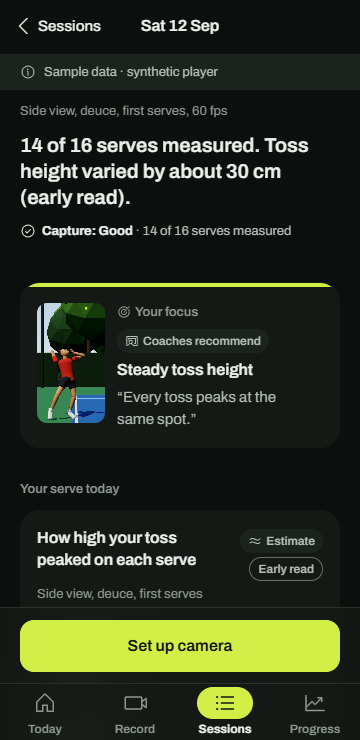 Sessions
Sat 12 Sep
Sample data · synthetic player
Side view, deuce, first serves, 60 fps
14 of 16 serves measured. Toss
height varied by about 30 cm
(early read).
Capture: Good · 14 of 16 serves measured
Your focus
Coaches recommend
Steady toss height
“Every toss peaks at the
same spot.”
Your serve today
How high your toss
peaked on each serve
Estimate
Early read
Side view, deuce, first serves
Set up camera
Today
Record
Sessions
Progress